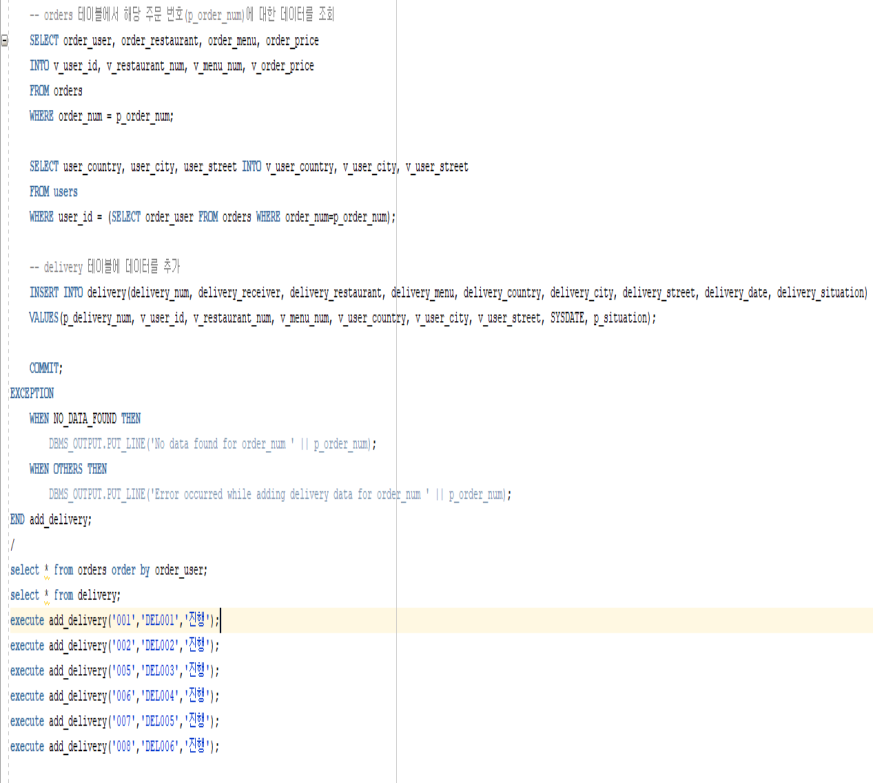 -- orders 테이블에서 해당 주문 번호(p_order_num)에 대한 데이터를 조회
SELECT order_user, order_restaurant, order_menu, order_price
INTO v_user_id, v_restaurant_num, v_menu_num, v_order_price
FROM orders
WHERE order_num = p_order_num;
SELECT user_country, user_city, user_street INTO v_user_country, v_user_city, v_user_street
FROM users
WHERE user_id = (SELECT order_user FROM orders WHERE order_num=p_order_num);
-- delivery 테이블에 데이터를 추가
INSERT INTO delivery(delivery_num, delivery_receiver, delivery_restaurant, delivery_menu, delivery_country, delivery_city, delivery_street, delivery_date, delivery_situation)
VALUES(p_delivery_num, v_user_id, v_restaurant_num, v_menu_num, v_user_country, v_user_city, v_user_street, SYSDATE, p_situation);
COMMIT;
EXCEPTION
WHEN NO_DATA_FOUND THEN
DBMS_OUTPUT.PUT_LINE('No data found for order_num ' || p_order_num);
WHEN OTHERS THEN
DBMS_OUTPUT.PUT_LINE('Error occurred while adding delivery data for order_num ' || p_order_num);
END add_delivery;
/
select * from orders order by order_user;
select * from delivery;
execute add_delivery('001','DEL001','진행');
execute add_delivery('002','DEL002','진행');
execute add_delivery('005','DEL003','진행');
execute add_delivery('006','DEL004','진행');
execute add_delivery('007','DEL005','진행');
execute add_delivery('008','DEL006','진행');